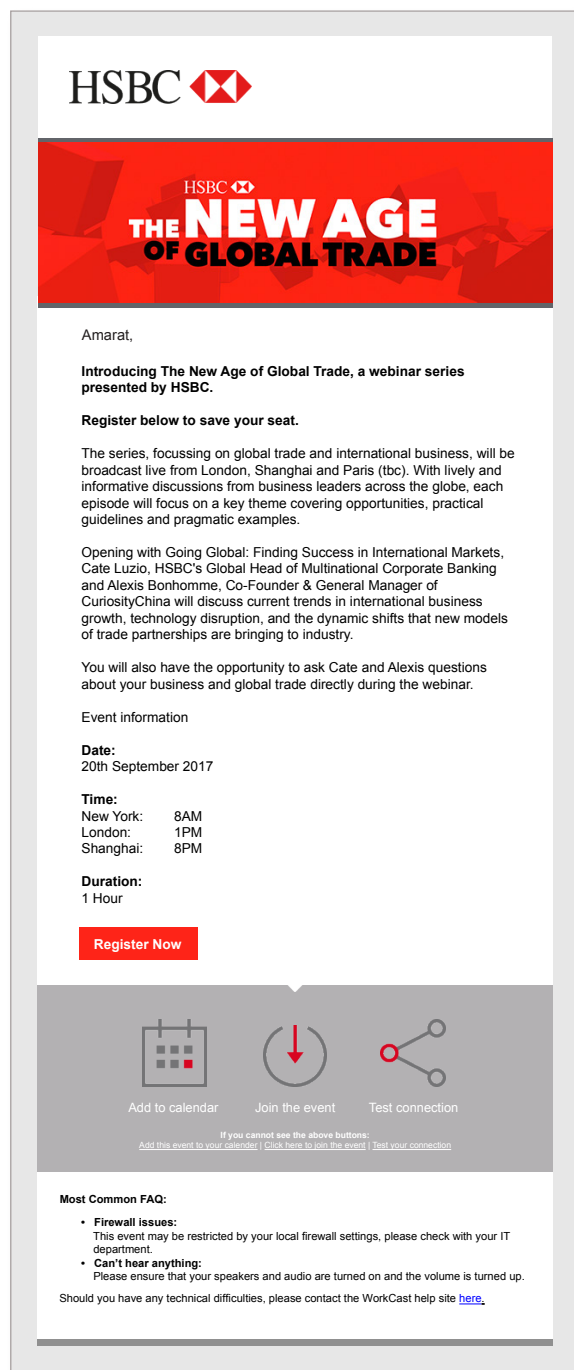 HSBC
HSBC
THE NEW AGE
OF GLOBAL TRADE
Amarat,
Introducing The New Age of Global Trade, a webinar series
presented by HSBC.
Register below to save your seat.
The series, focussing on global trade and international business, will be
broadcast live from London, Shanghai and Paris (tbc). With lively and
informative discussions from business leaders across the globe, each
episode will focus on a key theme covering opportunities, practical
guidelines and pragmatic examples.
Opening with Going Global: Finding Success in International Markets,
Cate Luzio, HSBC's Global Head of Multinational Corporate Banking
and Alexis Bonhomme, Co-Founder & General Manager of
CuriosityChina will discuss current trends in international business
growth, technology disruption, and the dynamic shifts that new models
of trade partnerships are bringing to industry.
You will also have the opportunity to ask Cate and Alexis questions
about your business and global trade directly during the webinar.
Event information
Date:
20th September 2017
Time:
New York: 8AM
London: 1PM
Shanghai: 8PM
Duration:
1 Hour
Register Now
Add to calendar Join the event Test connection
If you cannot see the above buttons:
Add this event to your calender | Click here to join the event | Test your connection
Most Common FAQ:
• Firewall issues:
This event may be restricted by your local firewall settings, please check with your IT
department.
• Can't hear anything:
Please ensure that your speakers and audio are turned on and the volume is turned up.
Should you have any technical difficulties, please contact the WorkCast help site here.